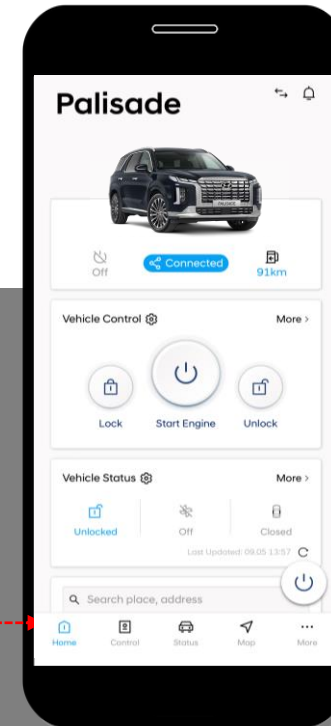 Palisade
Off
Connected
91km
Vehicle Control
More >
Lock
Start Engine
Unlock
Vehicle Status
More >
Unlocked
Off
Closed
Last Updated: 09.05 13:57
Search place, address
Home
Control
Status
Map
More